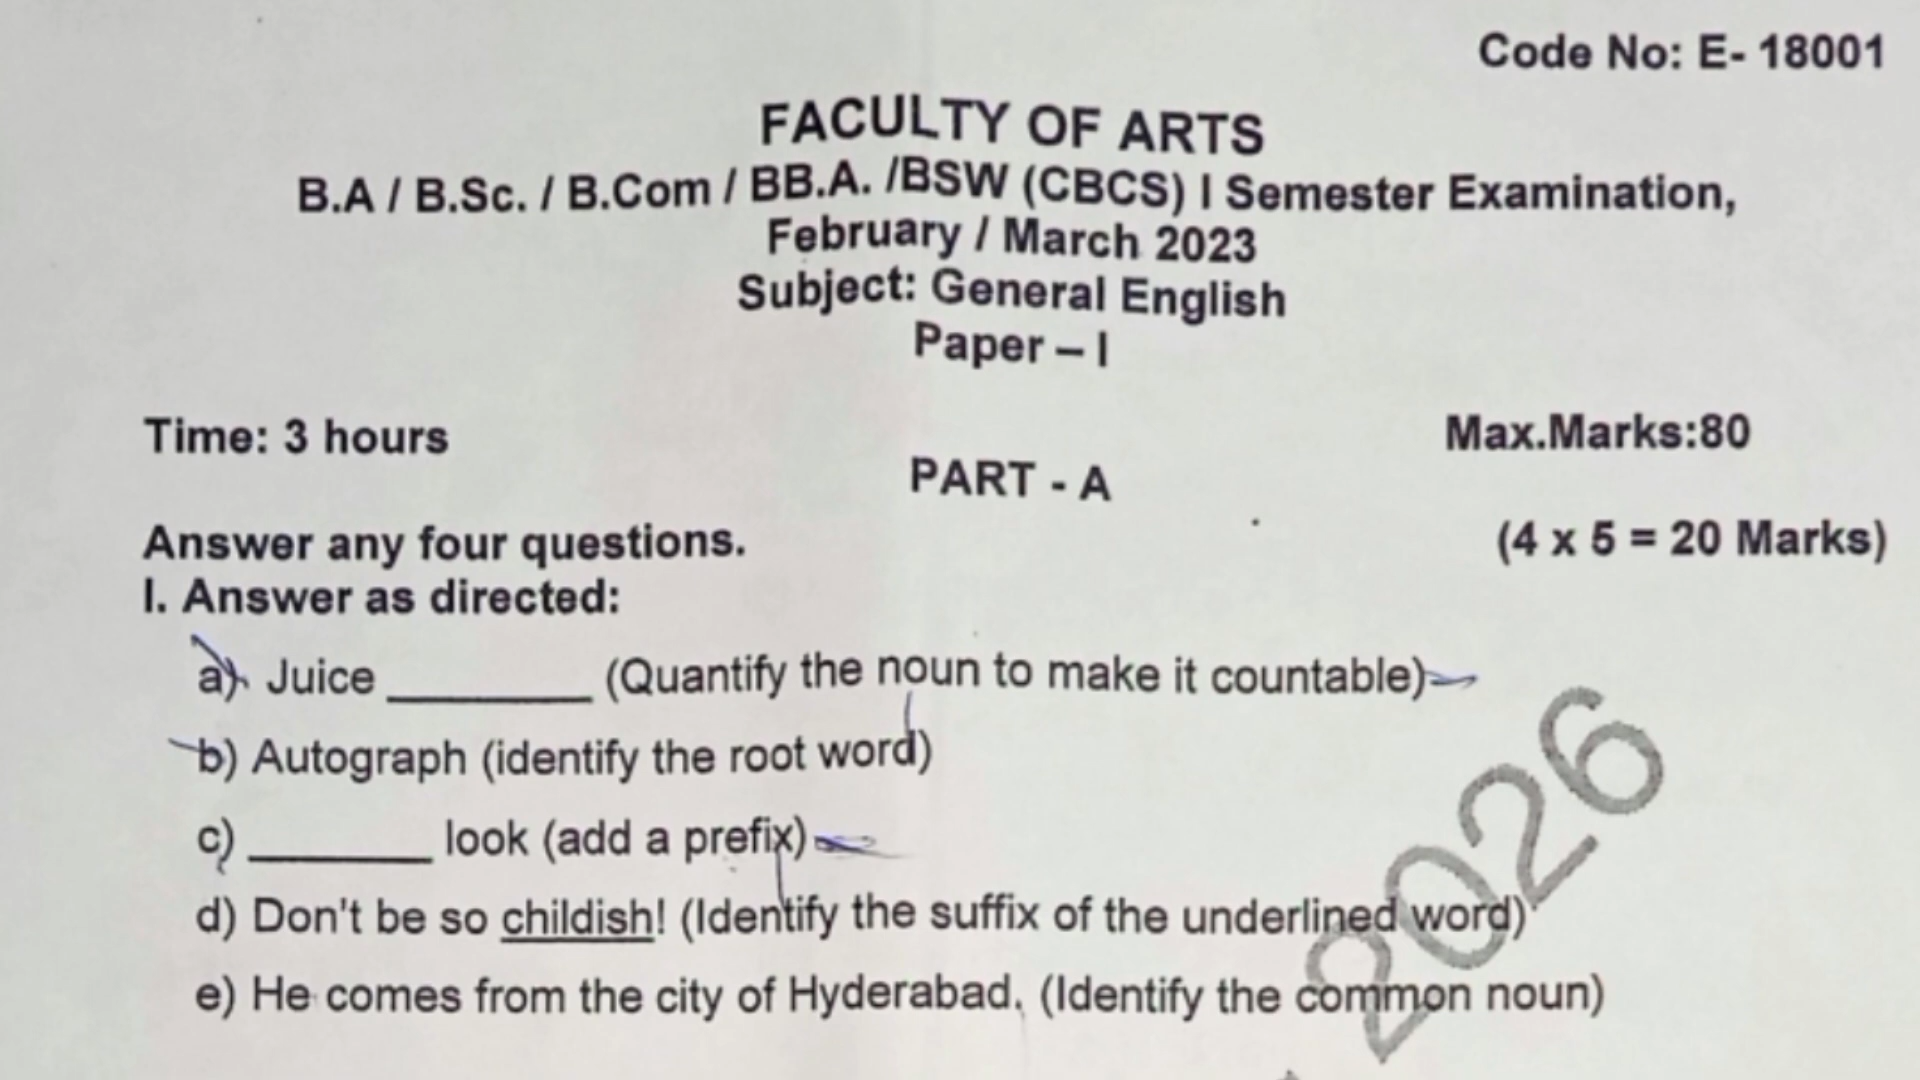 Code No: E- 18001
FACULTY OF ARTS
B.A / B.Sc. / B.Com / BB.A. /BSW (CBCS) I Semester Examination,
February / March 2023
Subject: General English
Paper – I
Time: 3 hours
Max.Marks:80
PART - A
Answer any four questions.
(4 x 5 = 20 Marks)
I. Answer as directed:
a) Juice ________ (Quantify the noun to make it countable)
b) Autograph (identify the root word)
c) ________ look (add a prefix)
d) Don't be so childish! (Identify the suffix of the underlined word)
e) He comes from the city of Hyderabad. (Identify the common noun)
2026